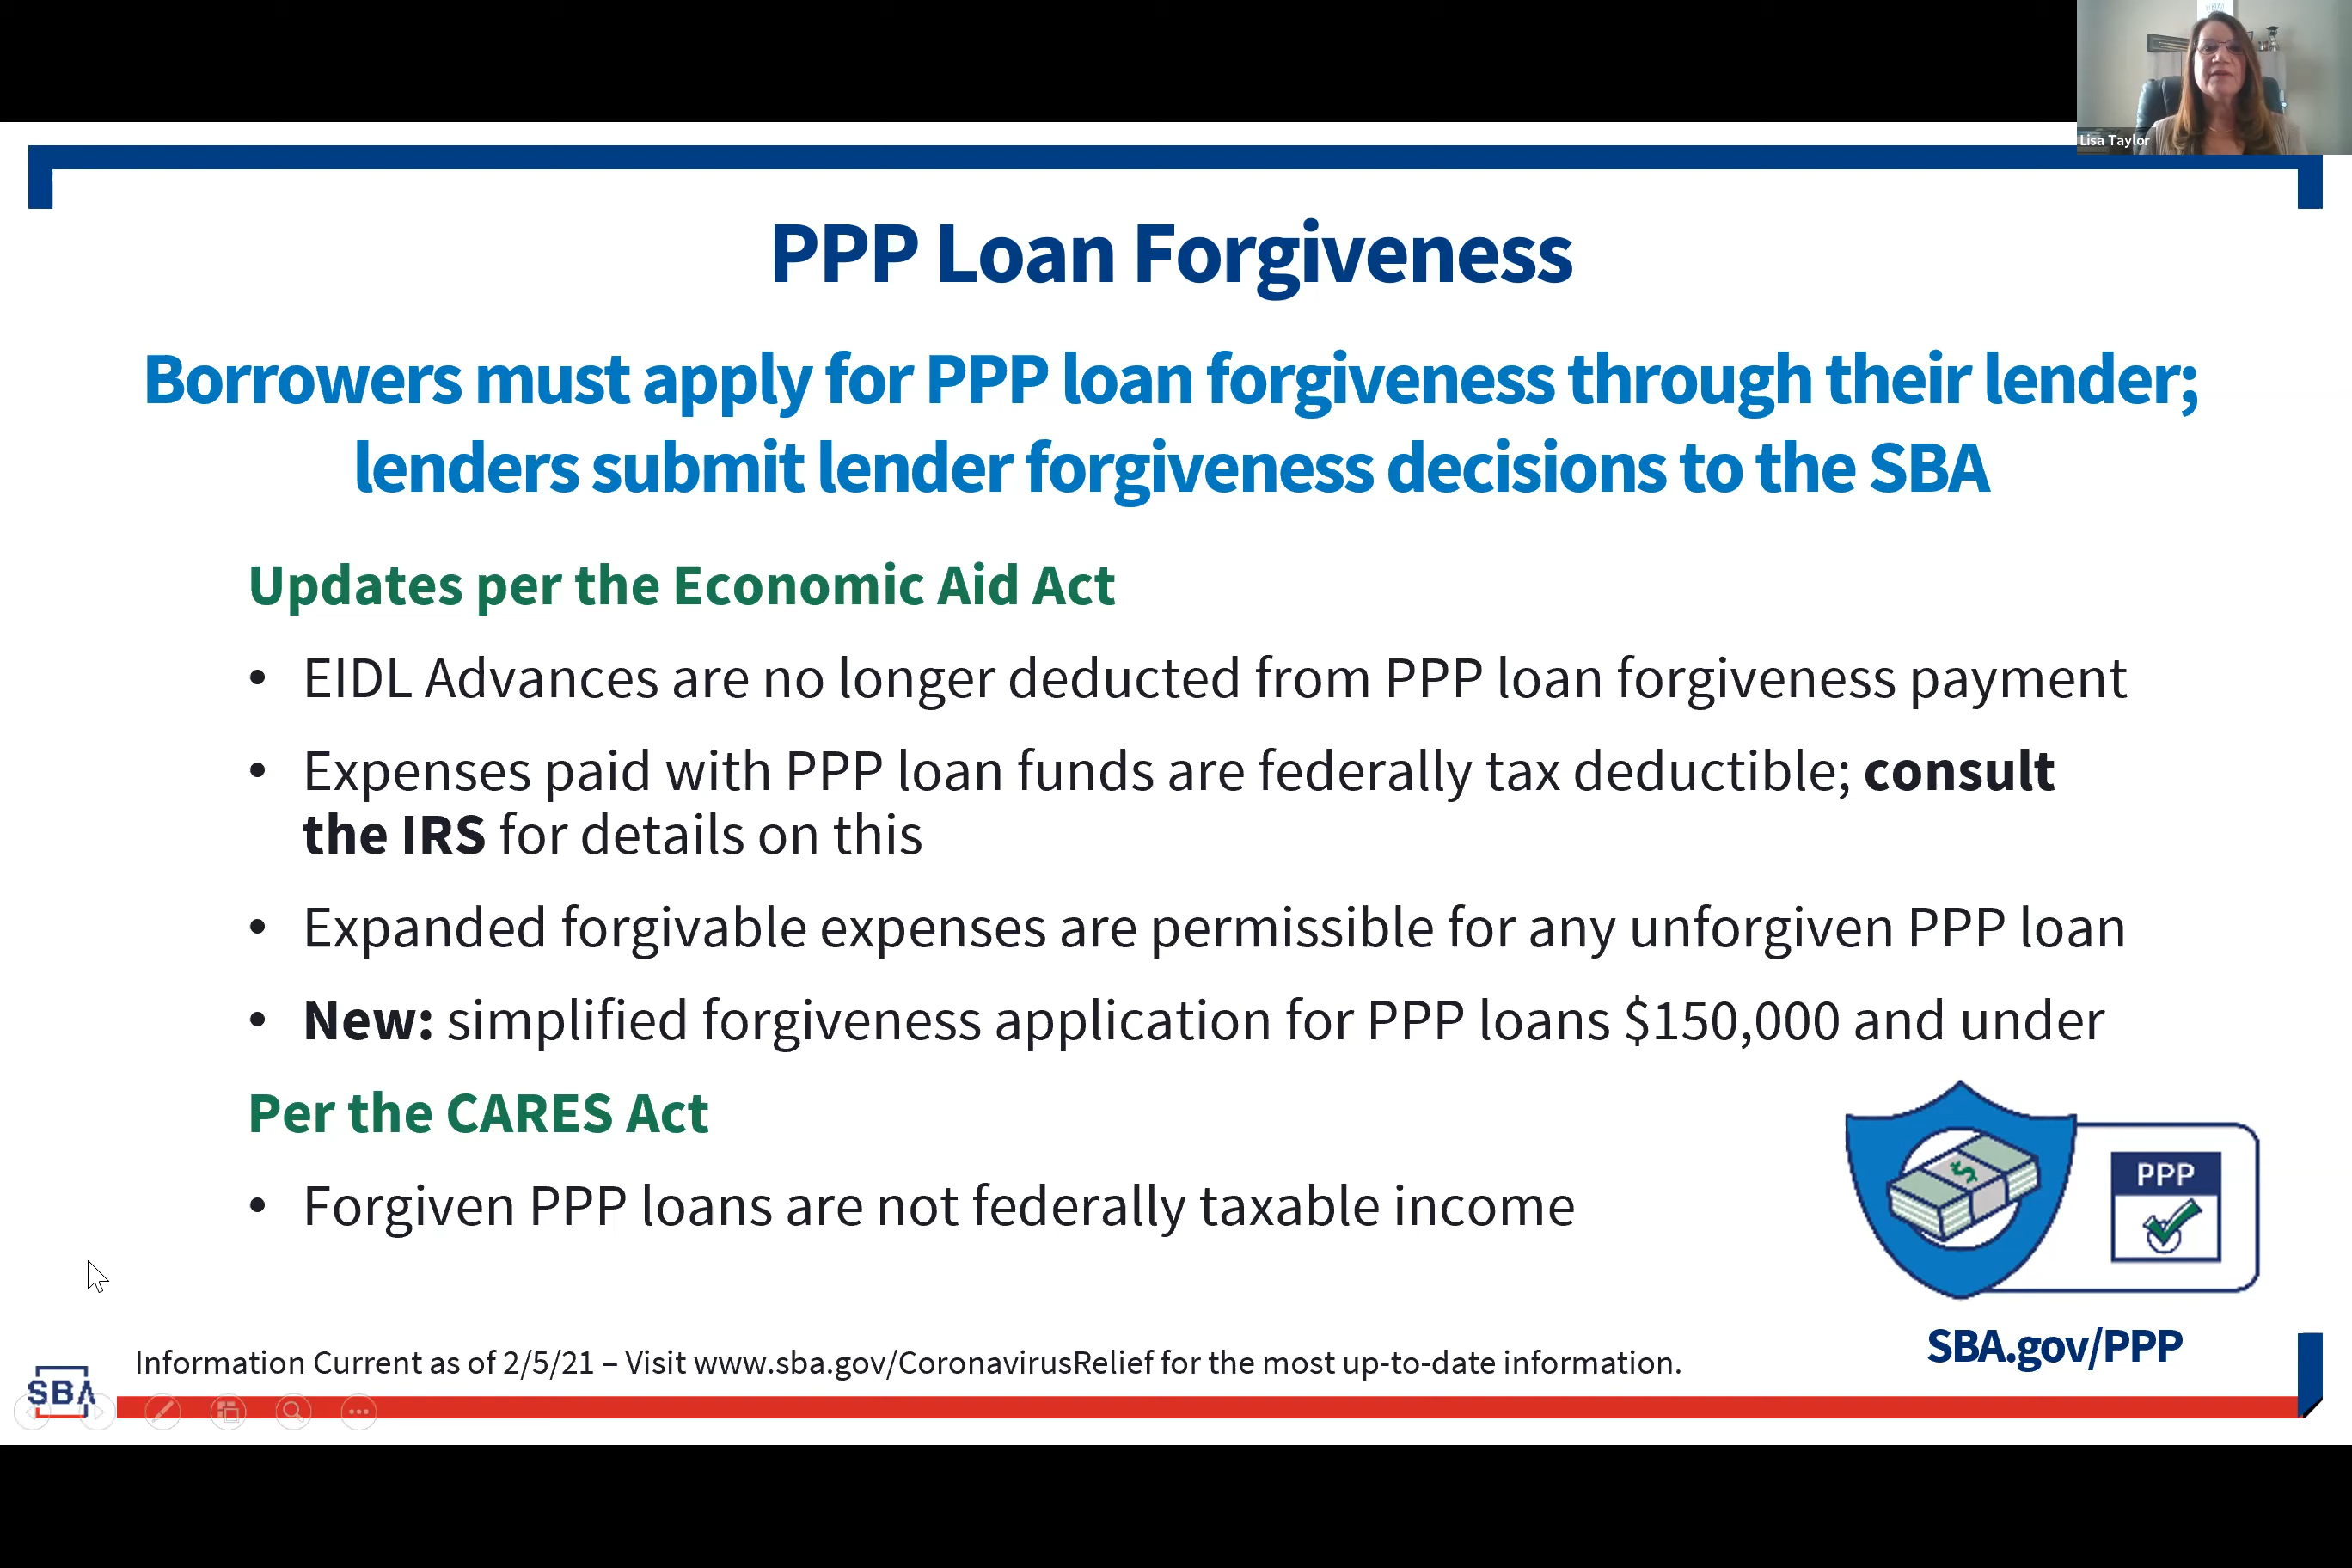 Lisa Taylor
PPP Loan Forgiveness
Borrowers must apply for PPP loan forgiveness through their lender;
lenders submit lender forgiveness decisions to the SBA
Updates per the Economic Aid Act
• EIDL Advances are no longer deducted from PPP loan forgiveness payment
• Expenses paid with PPP loan funds are federally tax deductible; consult
the IRS for details on this
• Expanded forgivable expenses are permissible for any unforgiven PPP loan
• New: simplified forgiveness application for PPP loans $150,000 and under
Per the CARES Act
• Forgiven PPP loans are not federally taxable income
$
PPP
SBA.gov/PPP
Information Current as of 2/5/21 – Visit www.sba.gov/CoronavirusRelief for the most up-to-date information.
SBA